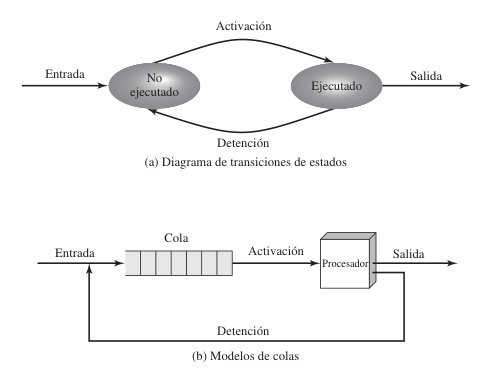 Activación
Entrada
No
ejecutado
Ejecutado
Salida
Detención
(a) Diagrama de transiciones de estados
Cola
Entrada
Activación
Procesador
Salida
Detención
(b) Modelos de colas